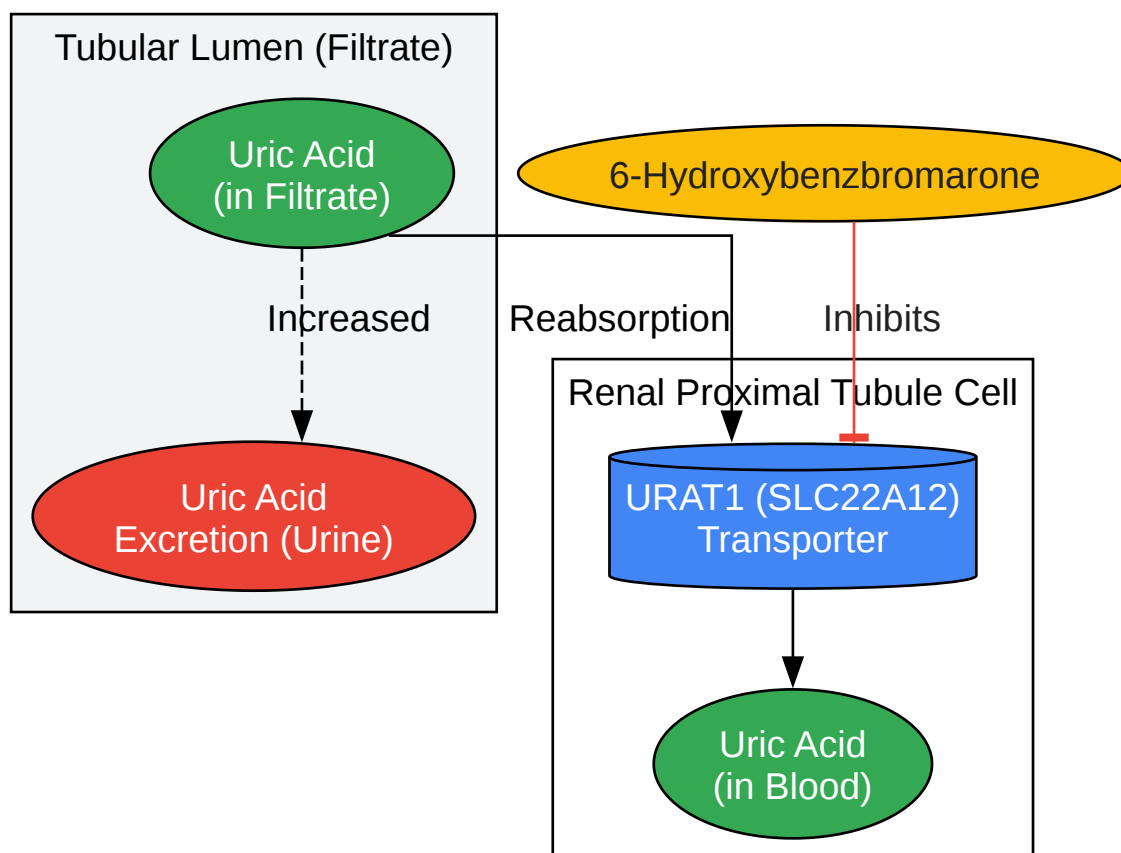 Tubular Lumen (Filtrate)
Uric Acid
(in Filtrate)
6-Hydroxybenzbromarone
Increased
Reabsorption
Inhibits
Renal Proximal Tubule Cell
Uric Acid
Excretion (Urine)
URAT1 (SLC22A12)
Transporter
Uric Acid
(in Blood)